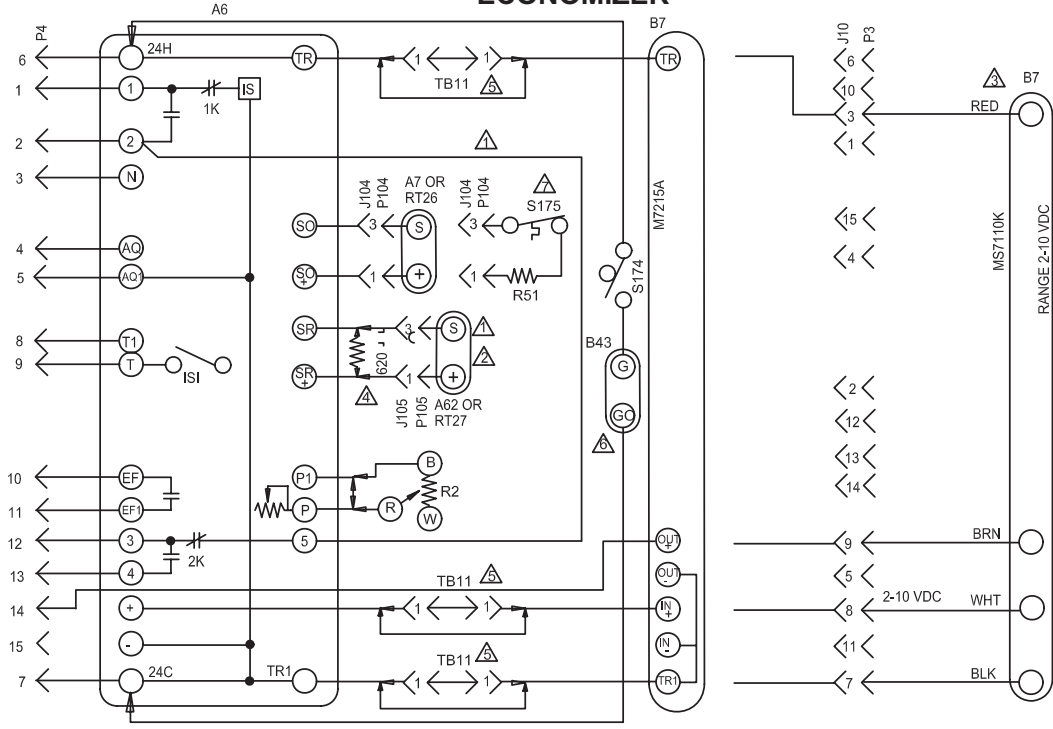 ECONOMIZER
A6
B7
P4
6
24H
TR
1
1
TB11
5
TR
J10
P3
6
10
3
B7
RED
3
1
1
1
IS
1K
2
2
1
3
N
J104
P104
A7 OR
RT26
J104
P104
7
S175
M7215A
15
4
MS7110K
RANGE 2-10 VDC
SO
3
S
3
4
AQ
5
AQ1
SO
+
1
+
1
R51
S174
SR
3
S
1
8
T1
9
T
ISI
620
2
SR
+
1
+
4
J105
P105
A62 OR
RT27
B43
G
GO
6
2
12
13
14
10
EF
P1
B
11
EF1
P
R
R2
W
12
3
2K
5
OUT
+
9
BRN
13
4
TB11
5
OUT
-
5
14
+
1
1
IN
+
8
2-10 VDC
WHT
15
-
TB11
5
IN
-
11
7
24C
TR1
1
1
TR1
7
BLK